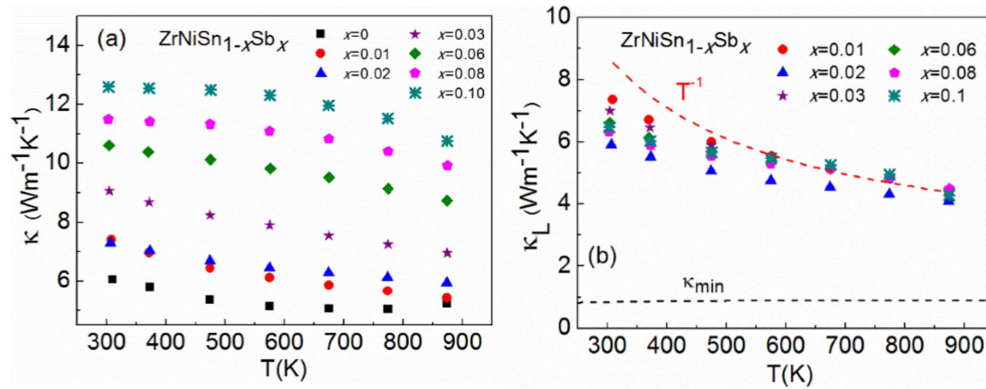 (a)
ZrNiSn₁₋ₓSbₓ
x=0
x=0.01
x=0.02
x=0.03
x=0.06
x=0.08
x=0.10
κ (Wm⁻¹K⁻¹)
14
12
10
8
6
300 400 500 600 700 800 900
T(K)
ZrNiSn₁₋ₓSbₓ
x=0.01
x=0.02
x=0.03
x=0.06
x=0.08
x=0.1
T⁻¹
(b)
κ_min
κ_L (Wm⁻¹K⁻¹)
10
8
6
4
2
0
300 400 500 600 700 800 900
T(K)